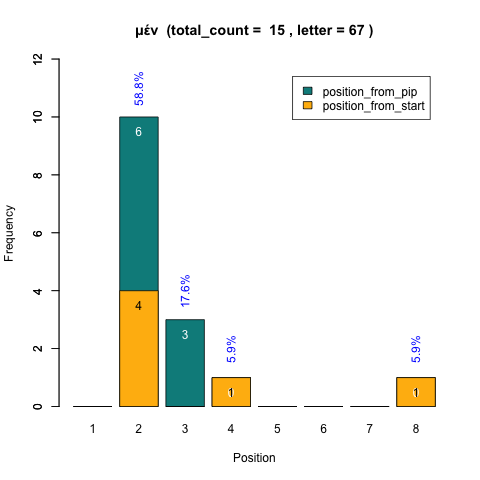 μέν (total_count = 15 , letter = 67 )
position_from_pip
position_from_start
Frequency
0 2 4 6 8 10 12
58.8%
6
4
17.6%
3
5.9%
1
5.9%
1
1 2 3 4 5 6 7 8
Position